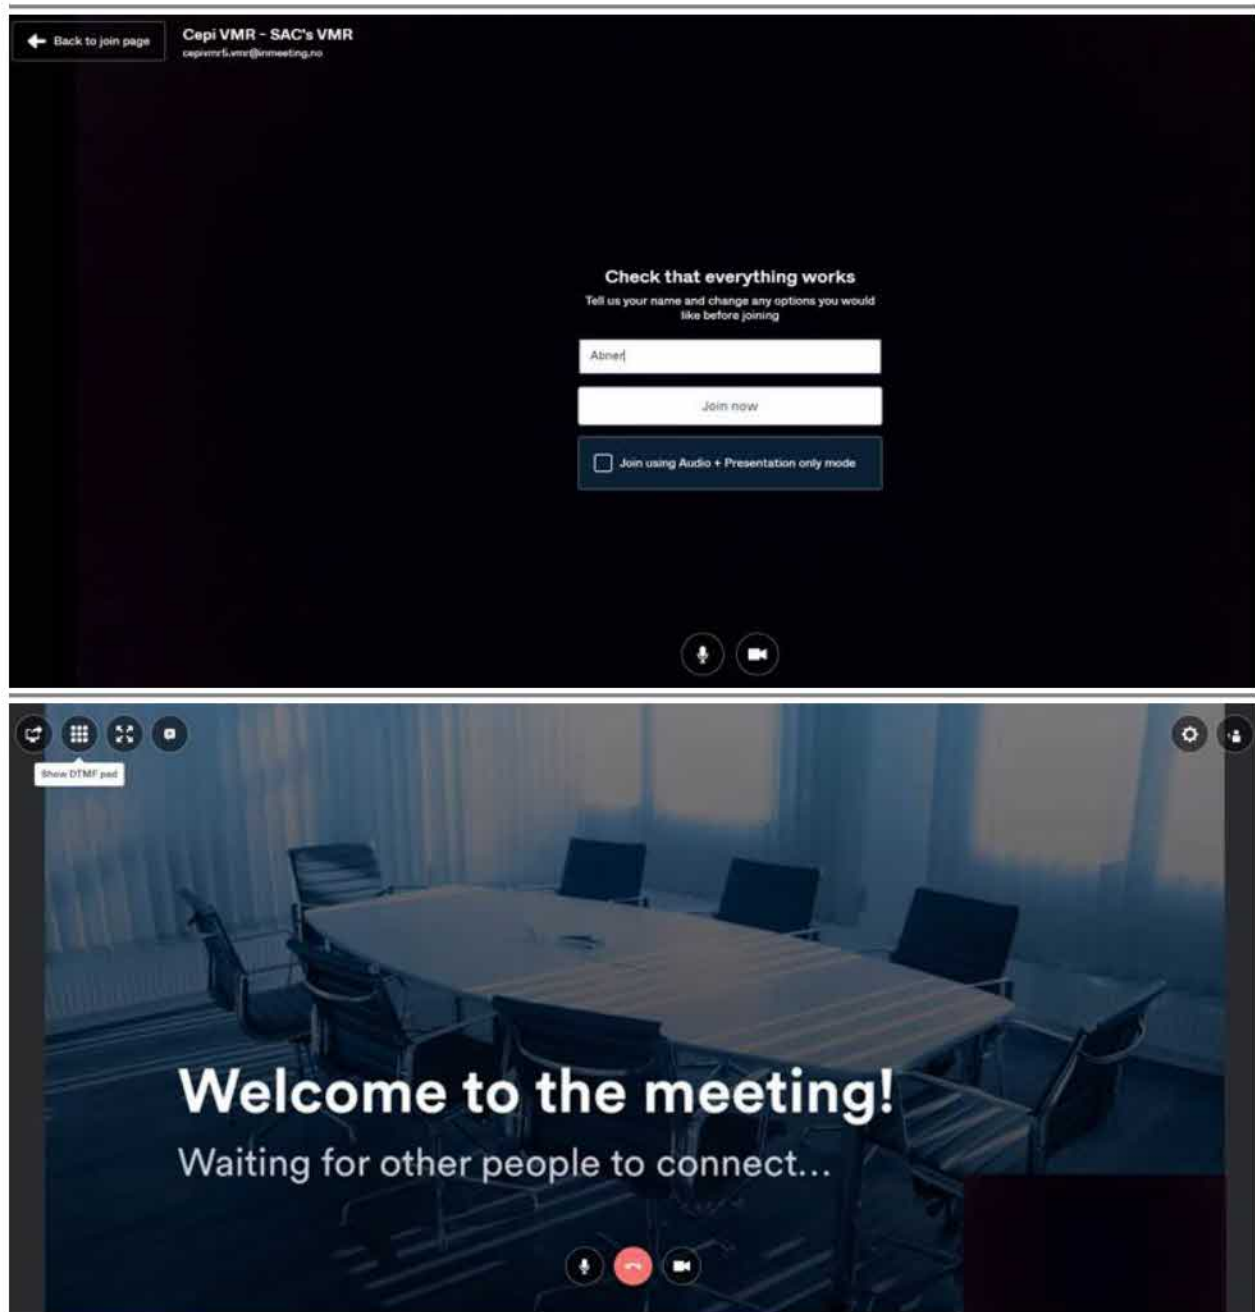 Back to join page
Cepi VMR - SAC's VMR
cepivmr5.vmr@inmeeting.no
Check that everything works
Tell us your name and change any options you would
like before joining
Abner
Join now
Join using Audio + Presentation only mode
Show DTMF pad
Welcome to the meeting!
Waiting for other people to connect...